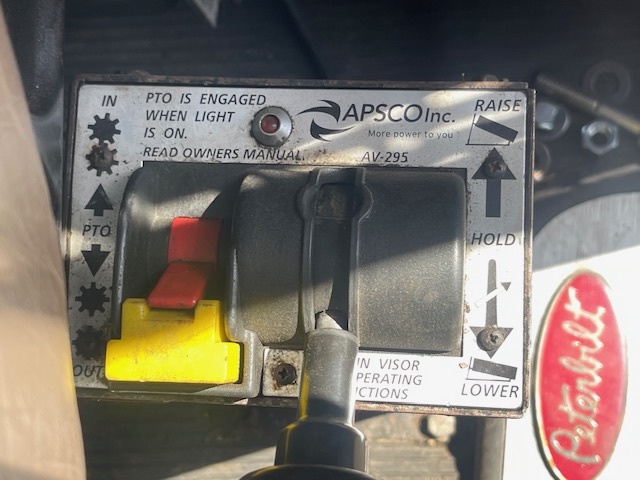 IN
PTO IS ENGAGED
WHEN LIGHT
IS ON.
READ OWNERS MANUAL.
APSCO Inc.
More power to you
AV-295
RAISE
PTO
HOLD
OUT
IN VISOR
OPERATING
LOWER
Peterbilt